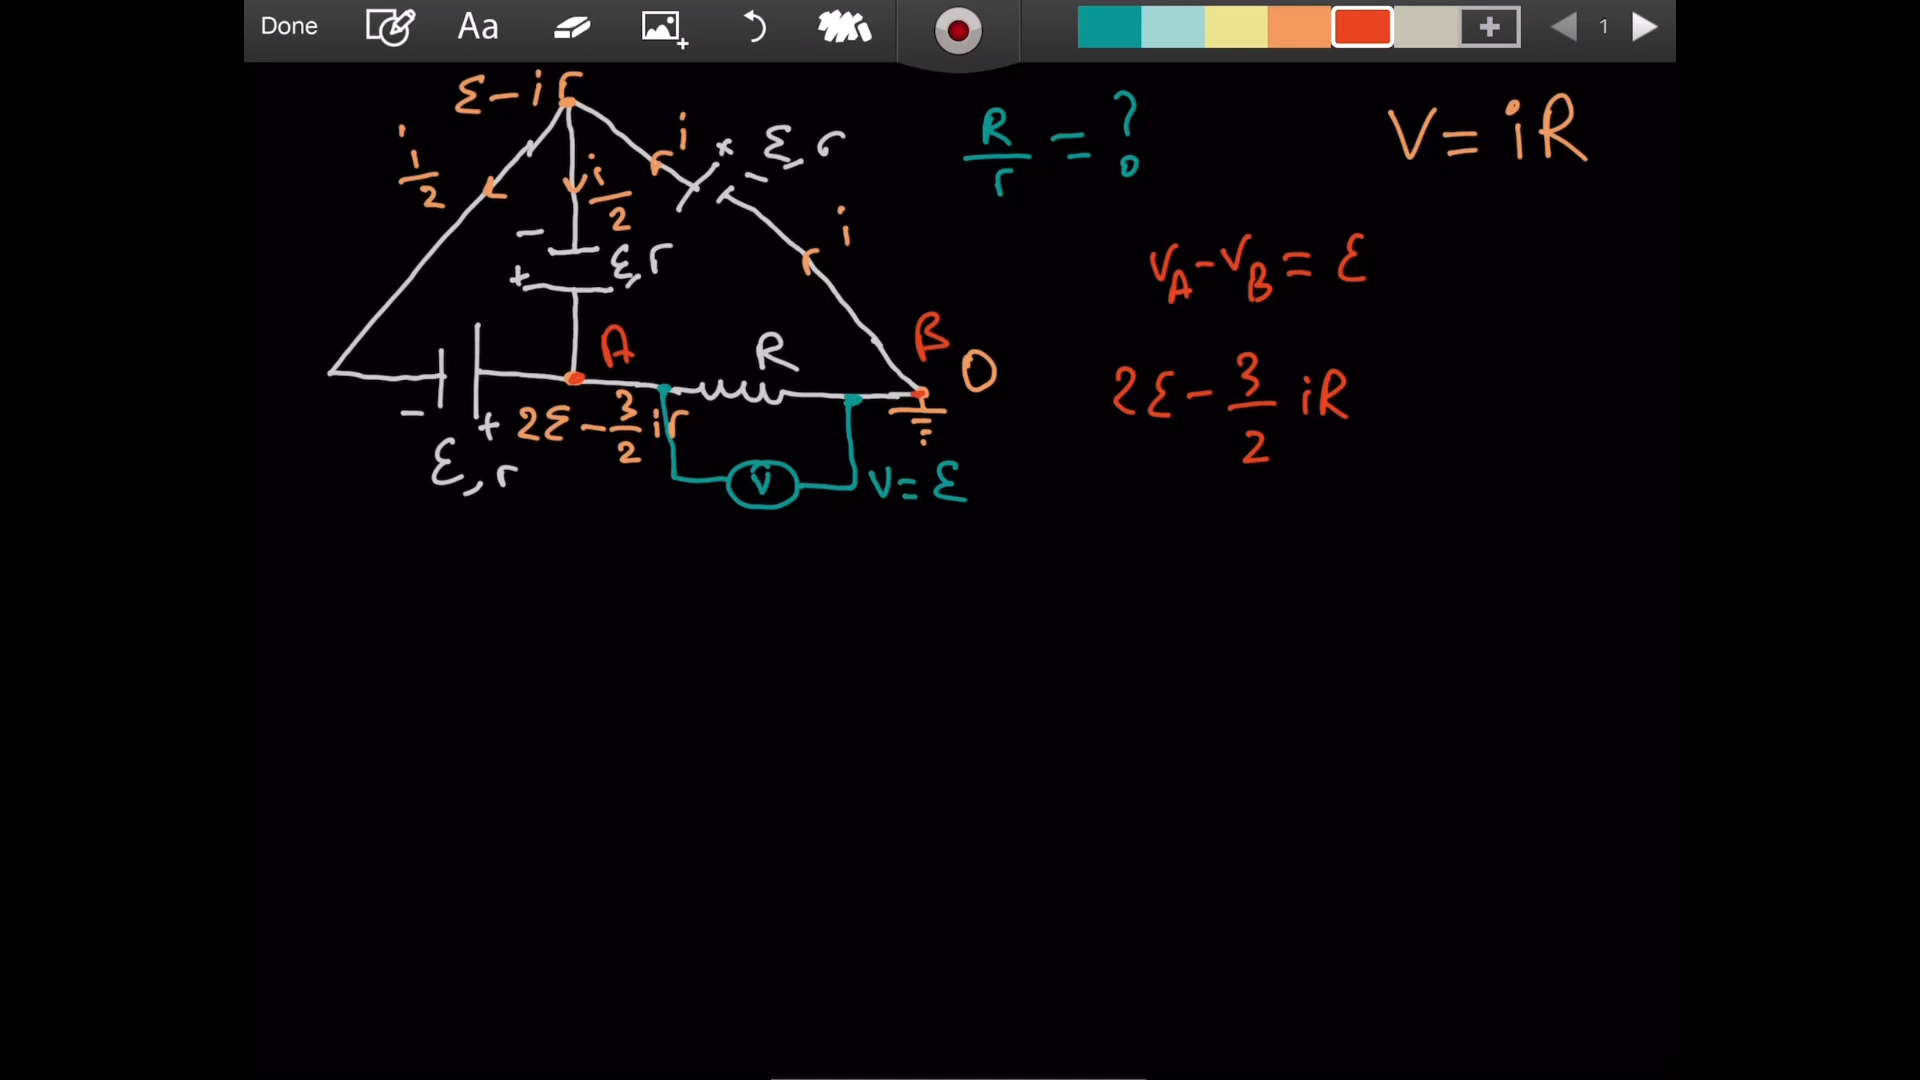 Done Aa 1
ε - ir
i/2
i/2
i
+ - ε, r
i
R/r = ?
V = iR
- + ε, r
V_A - V_B = ε
A
R
B 0
2ε - 3/2 iR
- + 2ε - 3/2 ir
ε, r
V
V = ε